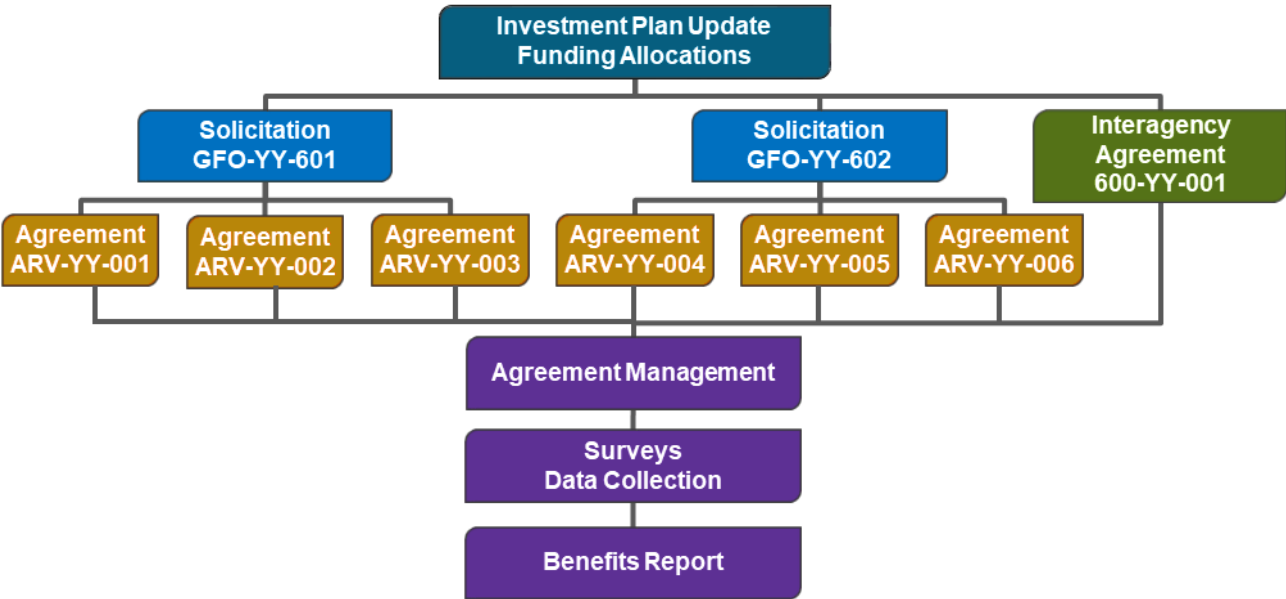 Investment Plan Update
Funding Allocations
Solicitation
GFO-YY-601
Solicitation
GFO-YY-602
Interagency
Agreement
600-YY-001
Agreement
ARV-YY-001
Agreement
ARV-YY-002
Agreement
ARV-YY-003
Agreement
ARV-YY-004
Agreement
ARV-YY-005
Agreement
ARV-YY-006
Agreement Management
Surveys
Data Collection
Benefits Report